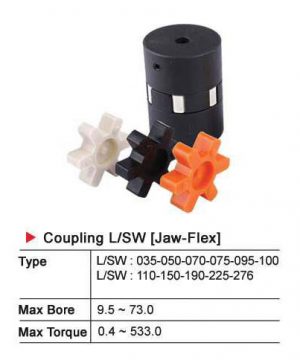 Coupling L/SW [Jaw-Flex]
Type L/SW : 035-050-070-075-095-100
L/SW : 110-150-190-225-276
Max Bore 9.5 ~ 73.0
Max Torque 0.4 ~ 533.0